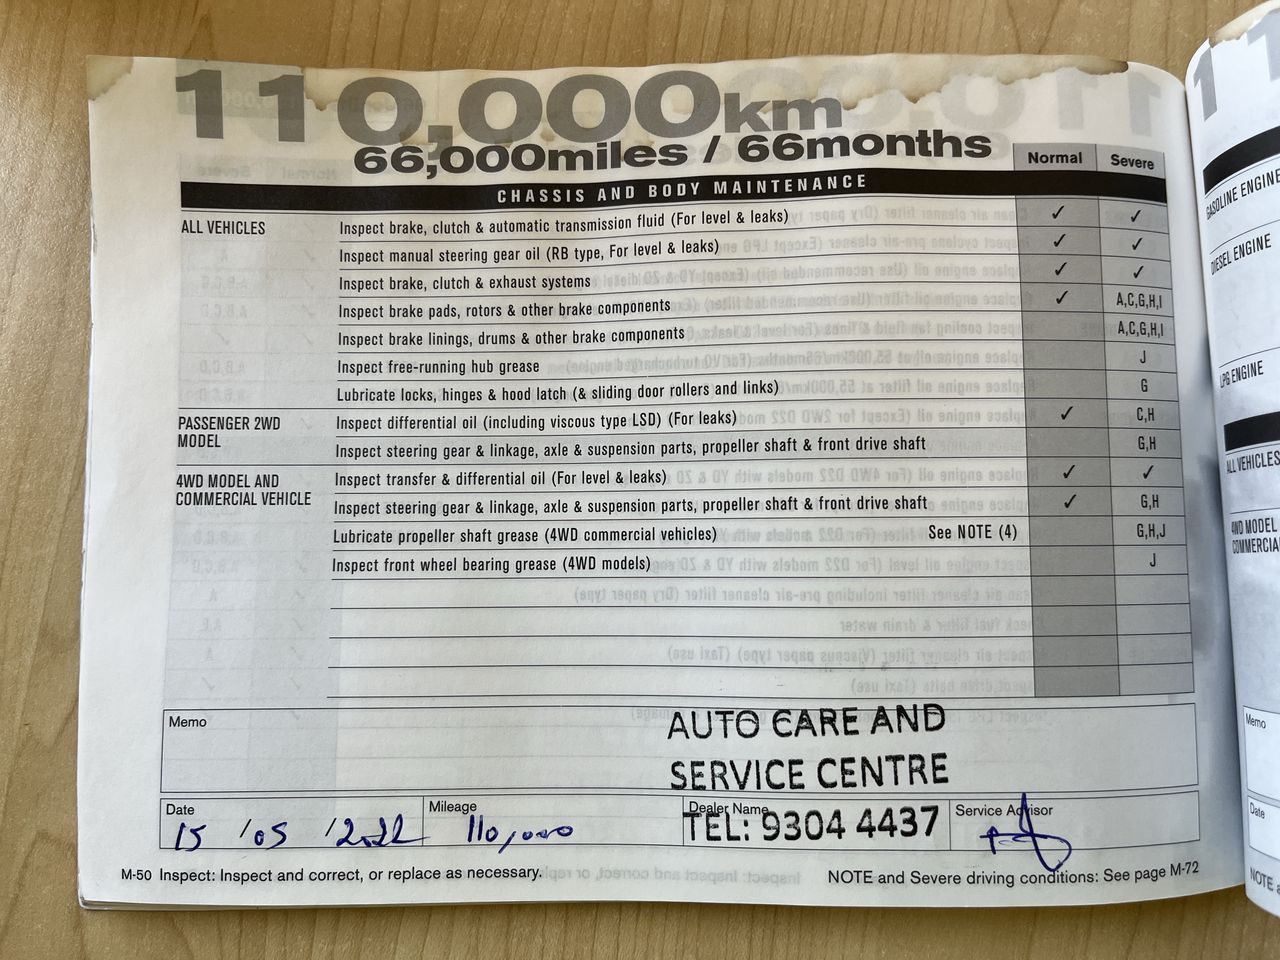 110,000km
66,000miles / 66months
Normal Severe
CHASSIS AND BODY MAINTENANCE
ALL VEHICLES Inspect brake, clutch & automatic transmission fluid (For level & leaks) ✓ ✓
Inspect manual steering gear oil (RB type, For level & leaks) ✓ ✓
Inspect brake, clutch & exhaust systems ✓ ✓
Inspect brake pads, rotors & other brake components ✓ A,C,G,H,I
Inspect brake linings, drums & other brake components A,C,G,H,I
Inspect free-running hub grease J
Lubricate locks, hinges & hood latch (& sliding door rollers and links) G
PASSENGER 2WD MODEL Inspect differential oil (including viscous type LSD) (For leaks) ✓ C,H
Inspect steering gear & linkage, axle & suspension parts, propeller shaft & front drive shaft G,H
4WD MODEL AND COMMERCIAL VEHICLE Inspect transfer & differential oil (For level & leaks) ✓ ✓
Inspect steering gear & linkage, axle & suspension parts, propeller shaft & front drive shaft ✓ G,H
Lubricate propeller shaft grease (4WD commercial vehicles) See NOTE (4) G,H,J
Inspect front wheel bearing grease (4WD models) J
Memo
AUTO CARE AND
SERVICE CENTRE
Date Mileage Dealer Name Service Advisor
15 / 05 / 2022 110,000 TEL: 9304 4437
M-50 Inspect: Inspect and correct, or replace as necessary. NOTE and Severe driving conditions: See page M-72
GASOLINE ENGINE
DIESEL ENGINE
LPG ENGINE
ALL VEHICLES
4WD MODEL
Memo
Date
NOTE